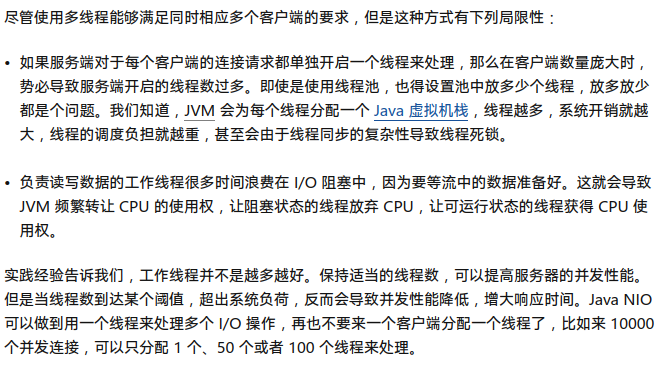 尽管使用多线程能够满足同时相应多个客户端的要求，但是这种方式有下列局限性：
• 如果服务端对于每个客户端的连接请求都单独开启一个线程来处理，那么在客户端数量庞大时，
势必导致服务端开启的线程数过多。即使是使用线程池，也得设置池中放多少个线程，放多放少
都是个问题。我们知道，JVM 会为每个线程分配一个 Java 虚拟机栈，线程越多，系统开销就越
大，线程的调度负担就越重，甚至会由于线程同步的复杂性导致线程死锁。
• 负责读写数据的工作线程很多时间浪费在 I/O 阻塞中，因为要等流中的数据准备好。这就会导致
JVM 频繁转让 CPU 的使用权，让阻塞状态的线程放弃 CPU，让可运行状态的线程获得 CPU 使
用权。
实践经验告诉我们，工作线程并不是越多越好。保持适当的线程数，可以提高服务器的并发性能。
但是当线程数到达某个阈值，超出系统负荷，反而会导致并发性能降低，增大响应时间。Java NIO
可以做到用一个线程来处理多个 I/O 操作，再也不要来一个客户端分配一个线程了，比如来 10000
个并发连接，可以只分配 1 个、50 个或者 100 个线程来处理。